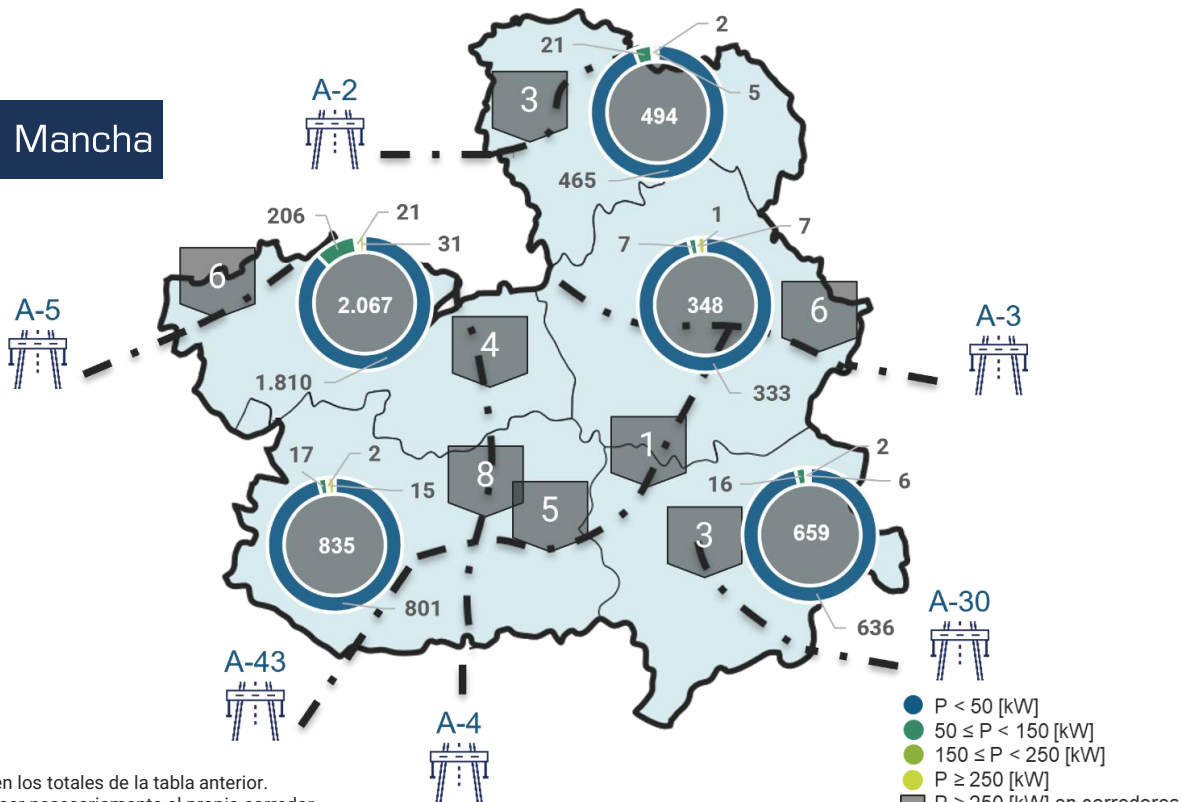 Mancha
A-2
3
21
2
5
494
465
206
21
31
6
2.067
1.810
A-5
7
1
7
348
6
333
A-3
4
1
8
5
17
2
15
835
801
3
16
2
6
659
636
A-30
A-43
A-4
P < 50 [kW]
50 ≤ P < 150 [kW]
150 ≤ P < 250 [kW]
P ≥ 250 [kW]
en los totales de la tabla anterior.